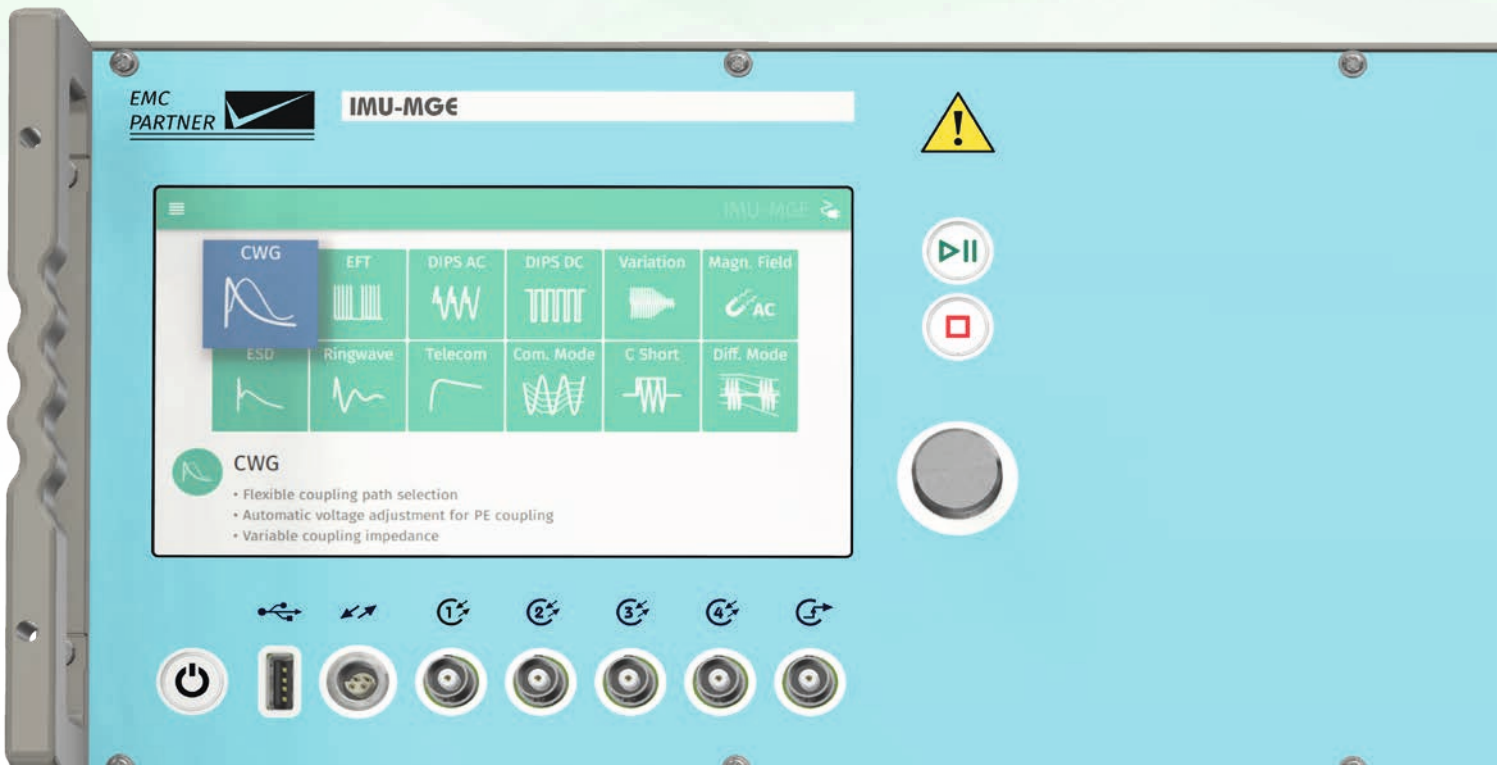 EMC
PARTNER
IMU-MGE
IMU-MGE
CWG
EFT
DIPS AC
DIPS DC
Variation
Magn. Field
AC
ESD
Ringwave
Telecom
Com. Mode
C Short
Diff. Mode
CWG
• Flexible coupling path selection
• Automatic voltage adjustment for PE coupling
• Variable coupling impedance
1
2
3
4